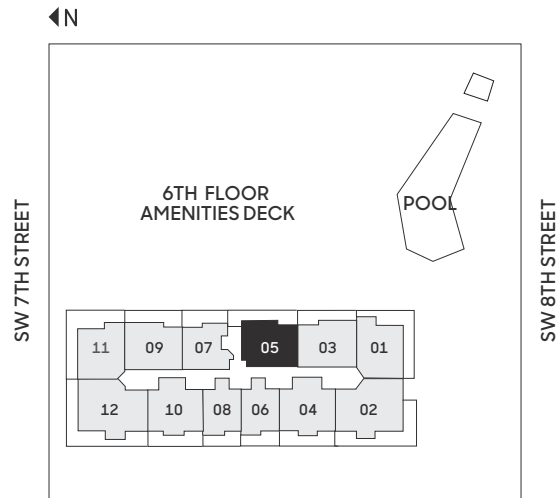 N
6TH FLOOR
AMENITIES DECK
POOL
SW 7TH STREET
SW 8TH STREET
11
09
07
05
03
01
12
10
08
06
04
02